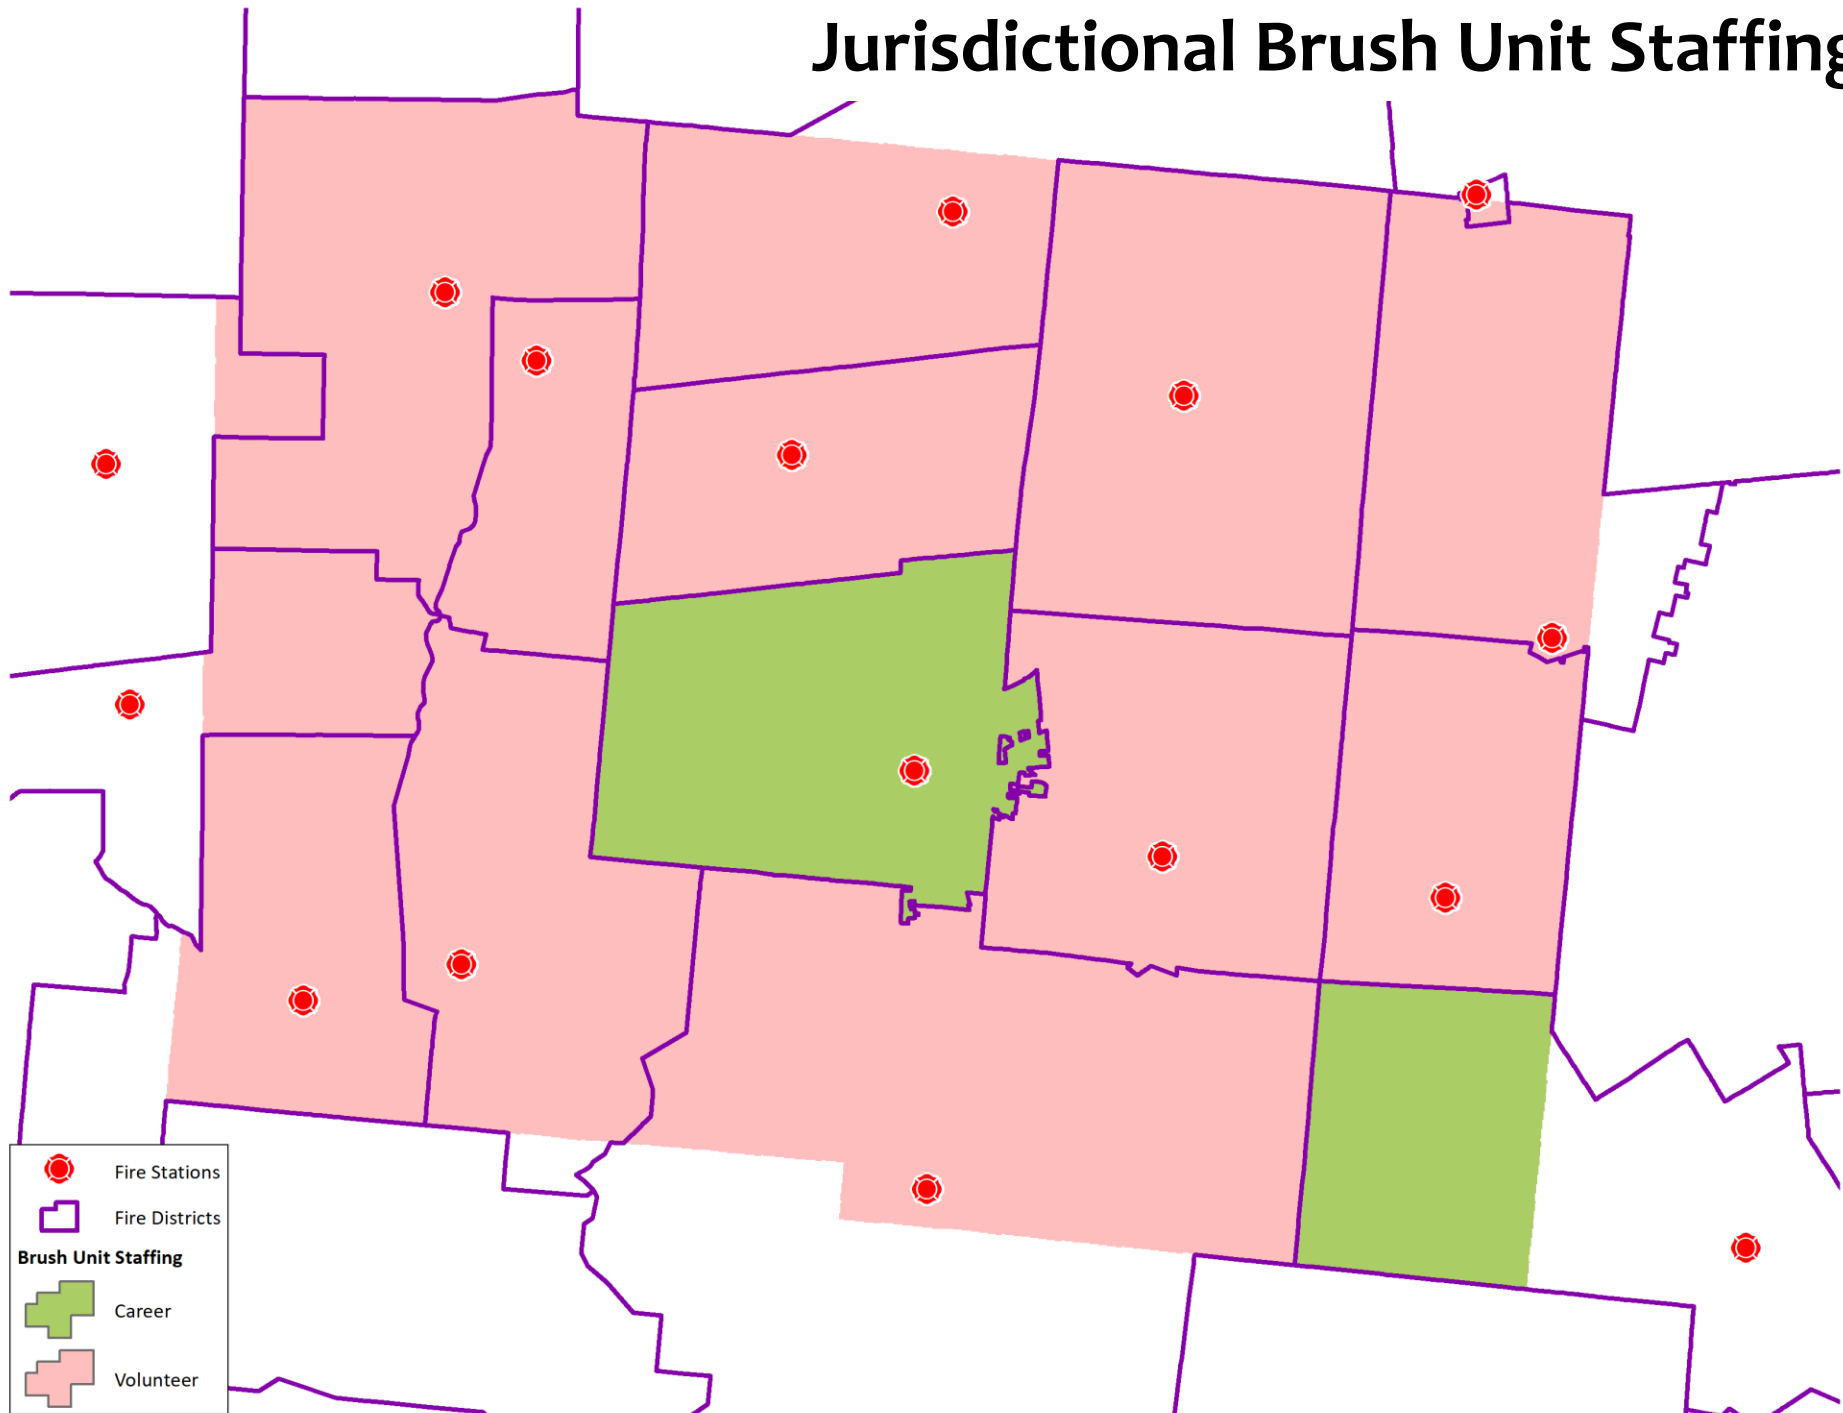 Jurisdictional Brush Unit Staffing
Fire Stations
Fire Districts
Brush Unit Staffing
Career
Volunteer